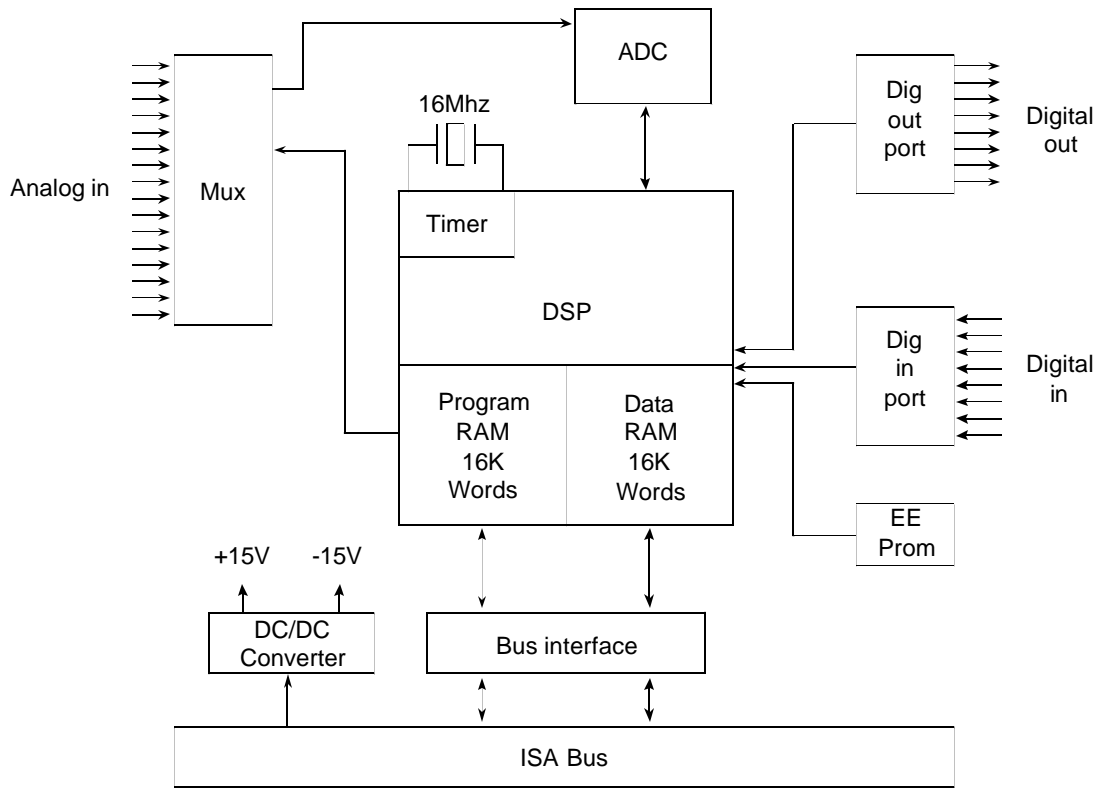 ADC
16Mhz
Dig
out
port
Digital
out
Analog in
Mux
Timer
DSP
Dig
in
port
Digital
in
Program
RAM
16K
Words
Data
RAM
16K
Words
EE
Prom
+15V
-15V
DC/DC
Converter
Bus interface
ISA Bus